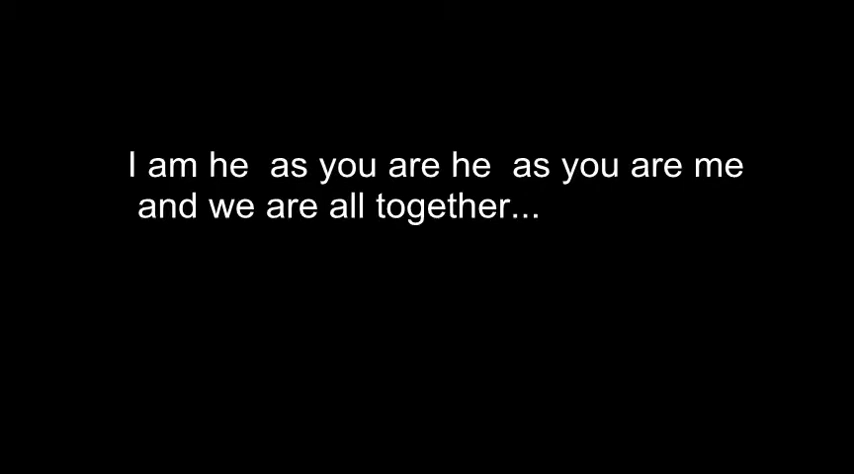 I am he  as you are he  as you are me
and we are all together...